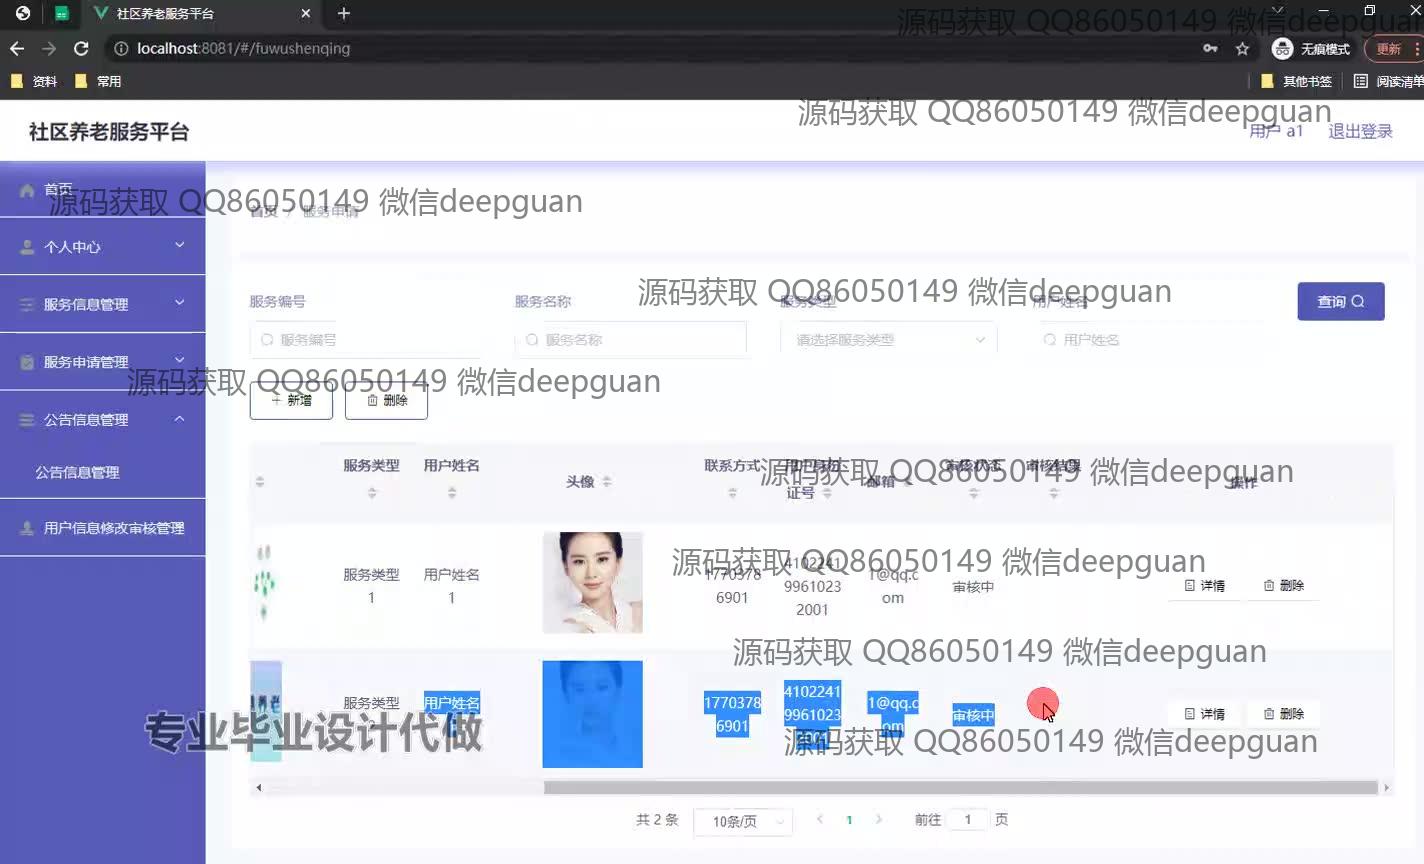 社区养老服务平台
localhost:8081/#/fuwushenqing
无痕模式
更新
资料
常用
其他书签
阅读清单
源码获取 QQ86050149 微信deepguan
社区养老服务平台
源码获取 QQ86050149 微信deepguan
用户 a1
退出登录
首页
源码获取 QQ86050149 微信deepguan
首页 / 服务申请
个人中心
服务信息管理
服务申请管理
公告信息管理
公告信息管理
用户信息修改审核管理
服务编号
服务名称
服务类型
用户姓名
源码获取 QQ86050149 微信deepguan
查询
服务编号
服务名称
请选择服务类型
用户姓名
源码获取 QQ86050149 微信deepguan
新增
删除
服务类型
用户姓名
头像
联系方式
用户身份证号
邮箱
审核状态
审核结果
操作
源码获取 QQ86050149 微信deepguan
源码获取 QQ86050149 微信deepguan
服务类型
1
用户姓名
1
1770378
6901
4102241
9961023
2001
1@qq.c
om
审核中
详情
删除
源码获取 QQ86050149 微信deepguan
服务类型
用户姓名
1770378
6901
4102241
9961023
1@qq.c
om
审核中
详情
删除
专业毕业设计代做
源码获取 QQ86050149 微信deepguan
共 2 条
10条/页
1
前往
1
页